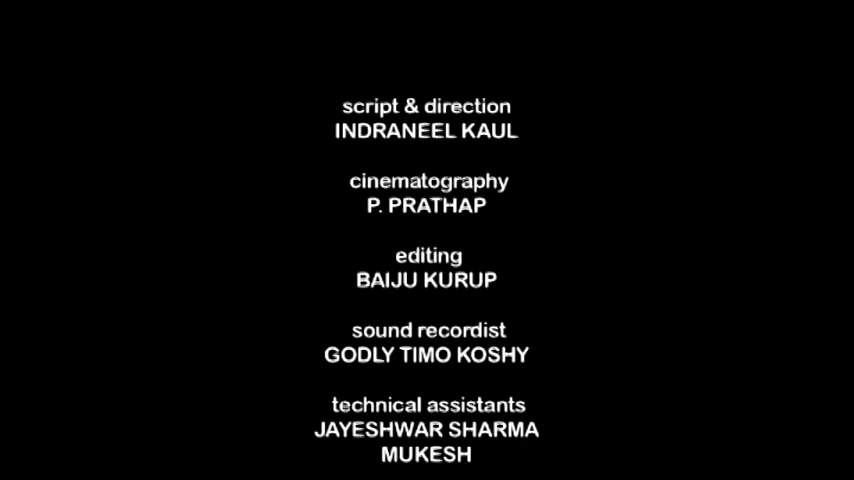 script & direction
INDRANEEL KAUL
cinematography
P. PRATHAP
editing
BAIJU KURUP
sound recordist
GODLY TIMO KOSHY
technical assistants
JAYESHWAR SHARMA
MUKESH